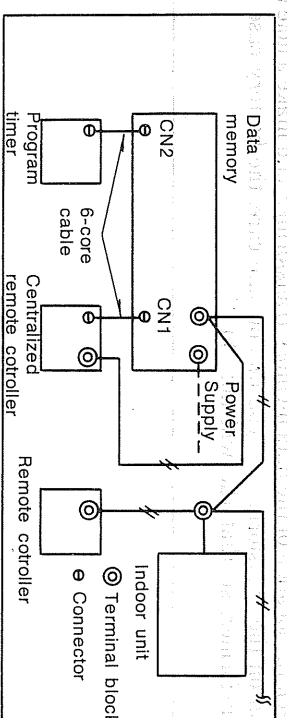 Data
memory
CN2
CN1
Power
Supply
Program
timer
6-core
cable
Centralized
remote cotroller
Remote cotroller
Indoor unit
Terminal block
Connector